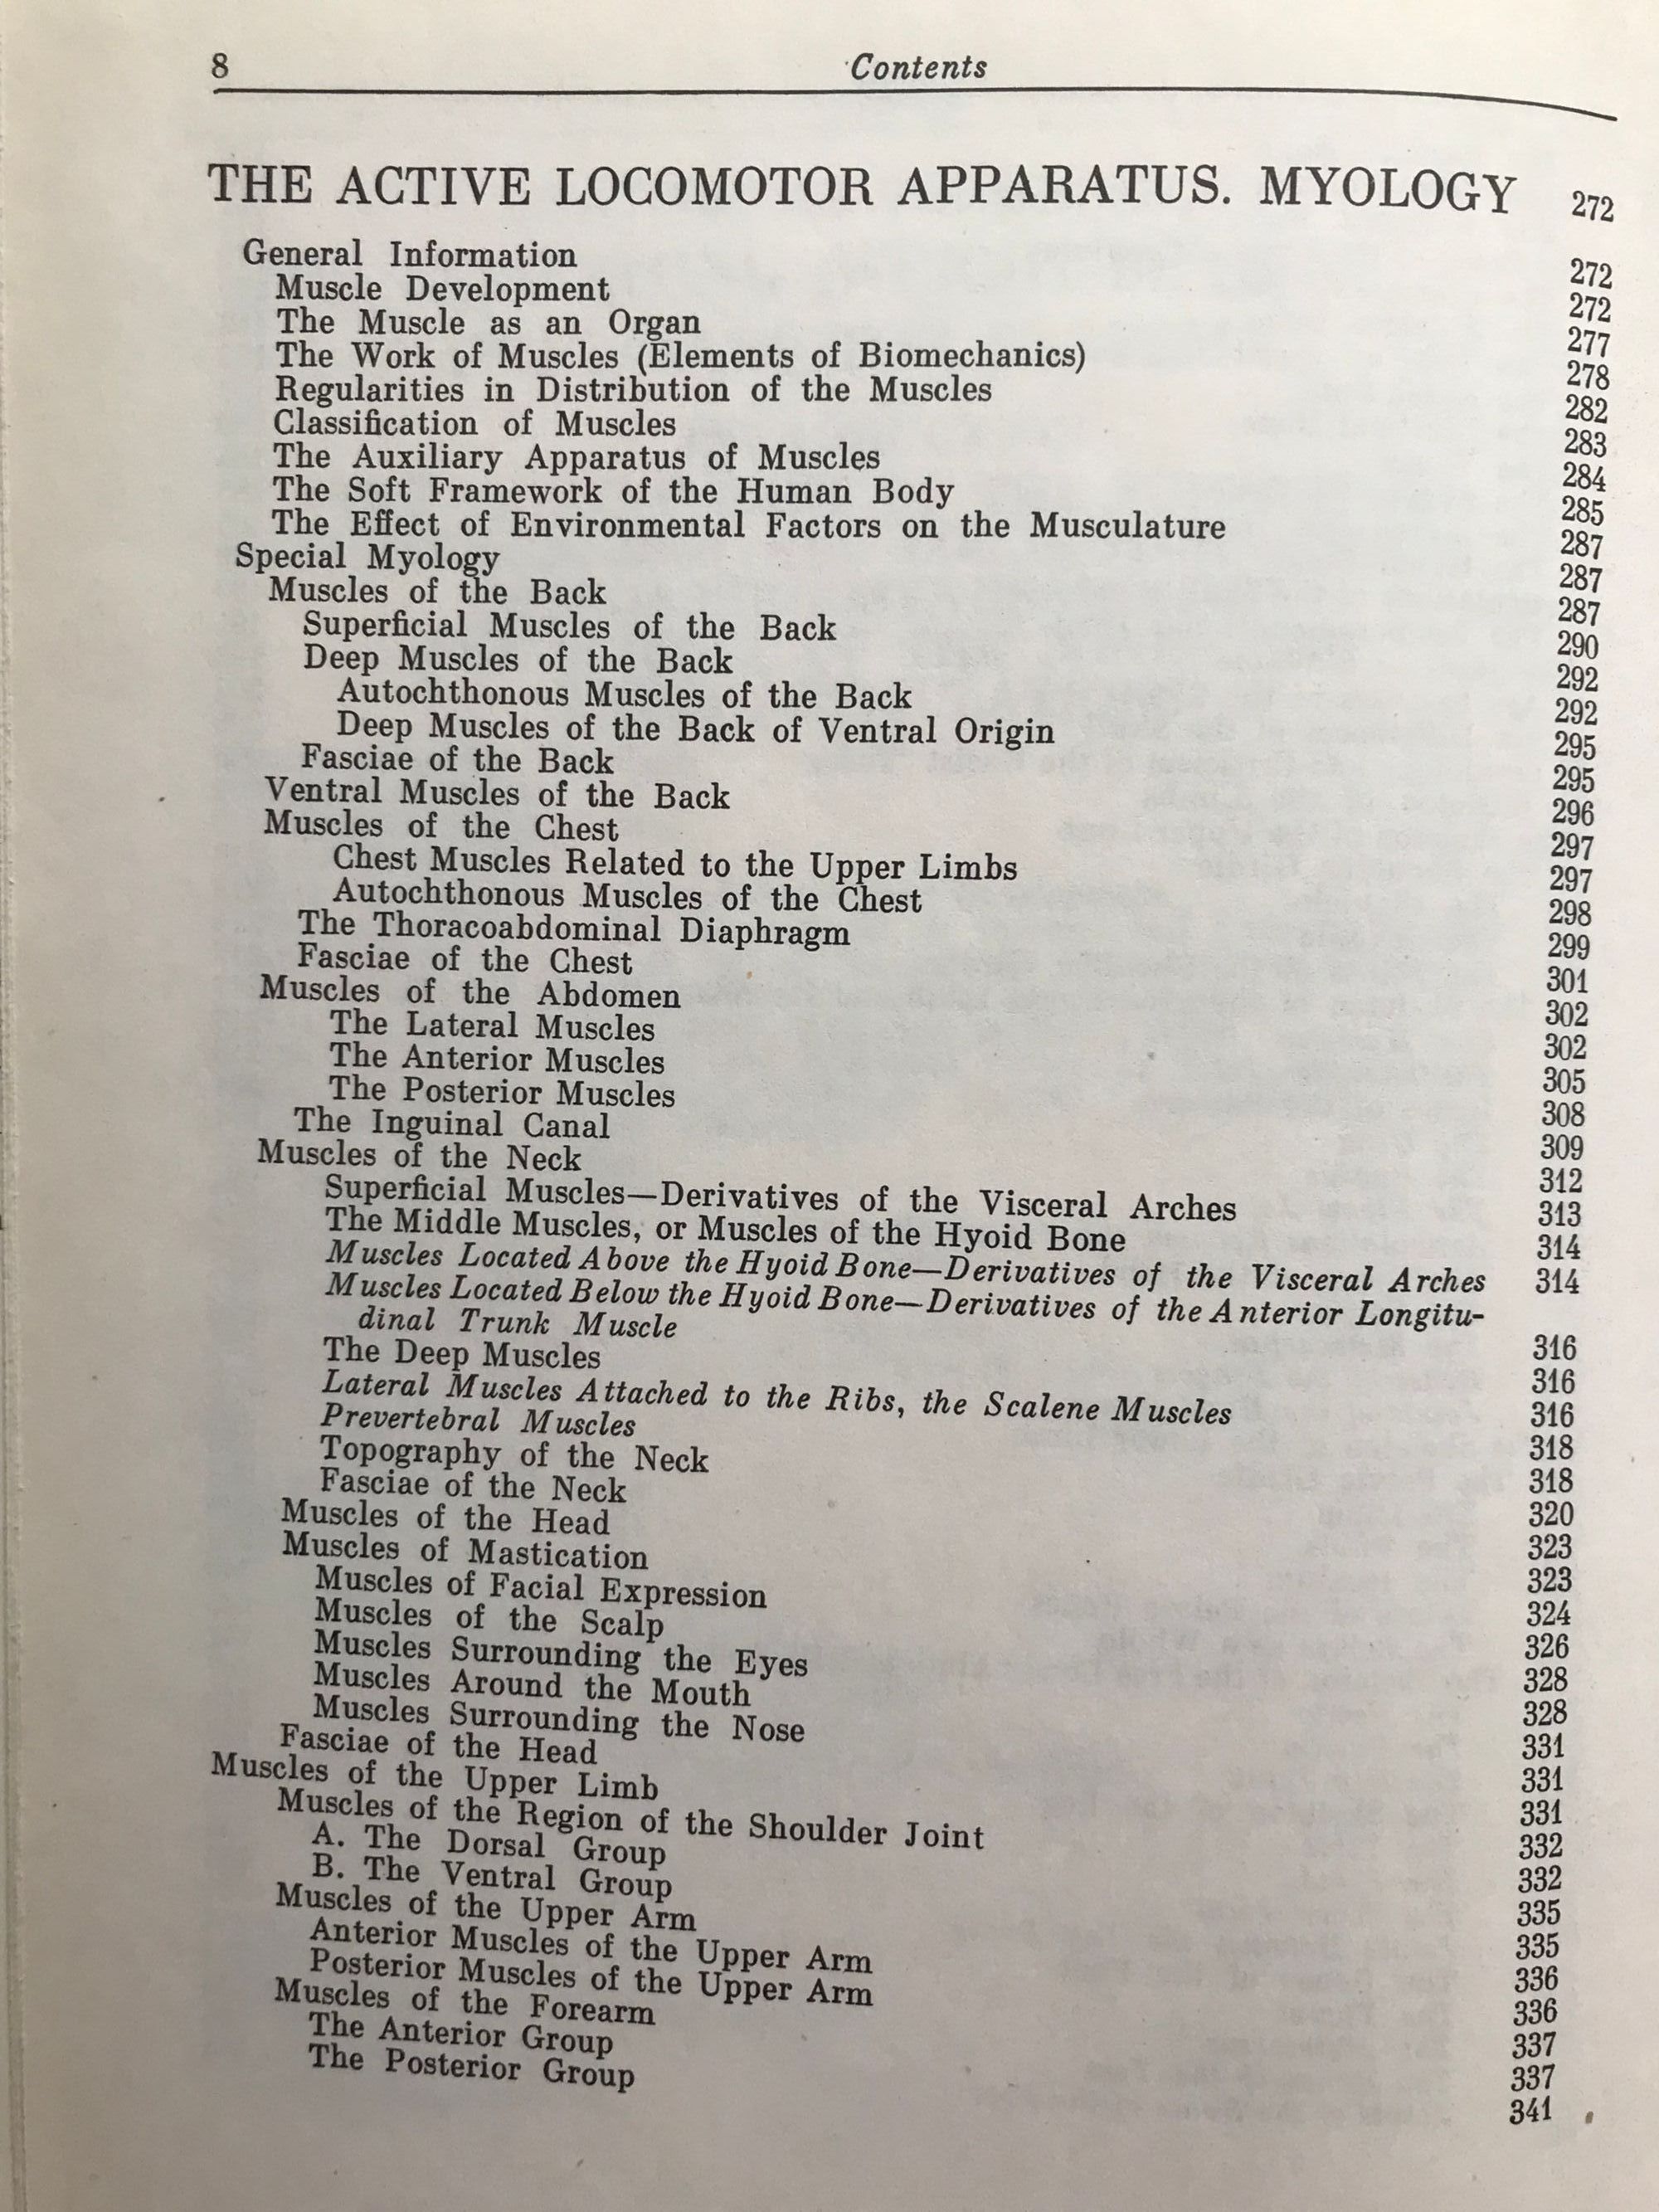 8 Contents
THE ACTIVE LOCOMOTOR APPARATUS. MYOLOGY 272
General Information 272
Muscle Development 272
The Muscle as an Organ 277
The Work of Muscles (Elements of Biomechanics) 278
Regularities in Distribution of the Muscles 282
Classification of Muscles 283
The Auxiliary Apparatus of Muscles 284
The Soft Framework of the Human Body 285
The Effect of Environmental Factors on the Musculature 287
Special Myology 287
Muscles of the Back 287
Superficial Muscles of the Back 290
Deep Muscles of the Back 292
Autochthonous Muscles of the Back 292
Deep Muscles of the Back of Ventral Origin 295
Fasciae of the Back 295
Ventral Muscles of the Back 296
Muscles of the Chest 297
Chest Muscles Related to the Upper Limbs 297
Autochthonous Muscles of the Chest 298
The Thoracoabdominal Diaphragm 299
Fasciae of the Chest 301
Muscles of the Abdomen 302
The Lateral Muscles 302
The Anterior Muscles 305
The Posterior Muscles 308
The Inguinal Canal 309
Muscles of the Neck 312
Superficial Muscles—Derivatives of the Visceral Arches 313
The Middle Muscles, or Muscles of the Hyoid Bone 314
Muscles Located Above the Hyoid Bone—Derivatives of the Visceral Arches 314
Muscles Located Below the Hyoid Bone—Derivatives of the Anterior Longitu-
dinal Trunk Muscle 316
The Deep Muscles 316
Lateral Muscles Attached to the Ribs, the Scalene Muscles 316
Prevertebral Muscles 318
Topography of the Neck 318
Fasciae of the Neck 320
Muscles of the Head 323
Muscles of Mastication 323
Muscles of Facial Expression 324
Muscles of the Scalp 326
Muscles Surrounding the Eyes 328
Muscles Around the Mouth 328
Muscles Surrounding the Nose 331
Fasciae of the Head 331
Muscles of the Upper Limb 331
Muscles of the Region of the Shoulder Joint 332
A. The Dorsal Group 332
B. The Ventral Group 335
Muscles of the Upper Arm 335
Anterior Muscles of the Upper Arm 336
Posterior Muscles of the Upper Arm 336
Muscles of the Forearm 337
The Anterior Group 337
The Posterior Group 341